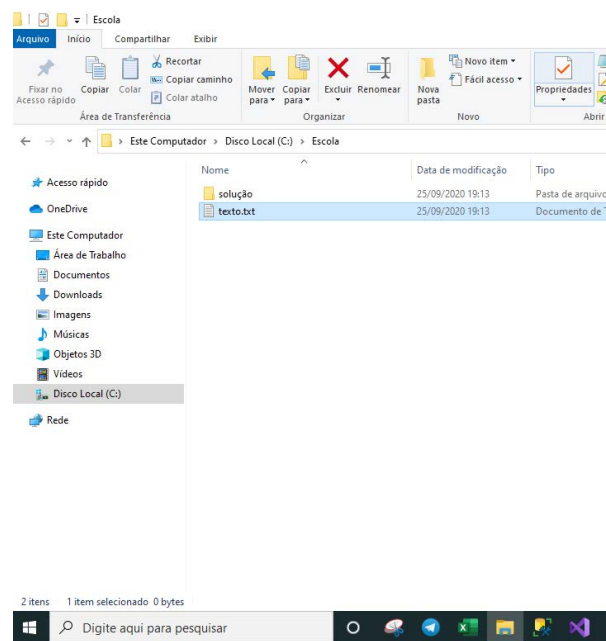 Escola
Arquivo Início Compartilhar Exibir
Fixar no Acesso rápido
Copiar
Colar
Recortar
Copiar caminho
Colar atalho
Área de Transferência
Mover para
Copiar para
Excluir
Renomear
Organizar
Nova pasta
Novo item
Fácil acesso
Novo
Propriedades
Abrir
Este Computador > Disco Local (C:) > Escola
Nome Data de modificação Tipo
solução 25/09/2020 19:13 Pasta de arquivo
texto.txt 25/09/2020 19:13 Documento de
Acesso rápido
OneDrive
Este Computador
Área de Trabalho
Documentos
Downloads
Imagens
Músicas
Objetos 3D
Vídeos
Disco Local (C:)
Rede
2 itens 1 item selecionado 0 bytes
Digite aqui para pesquisar